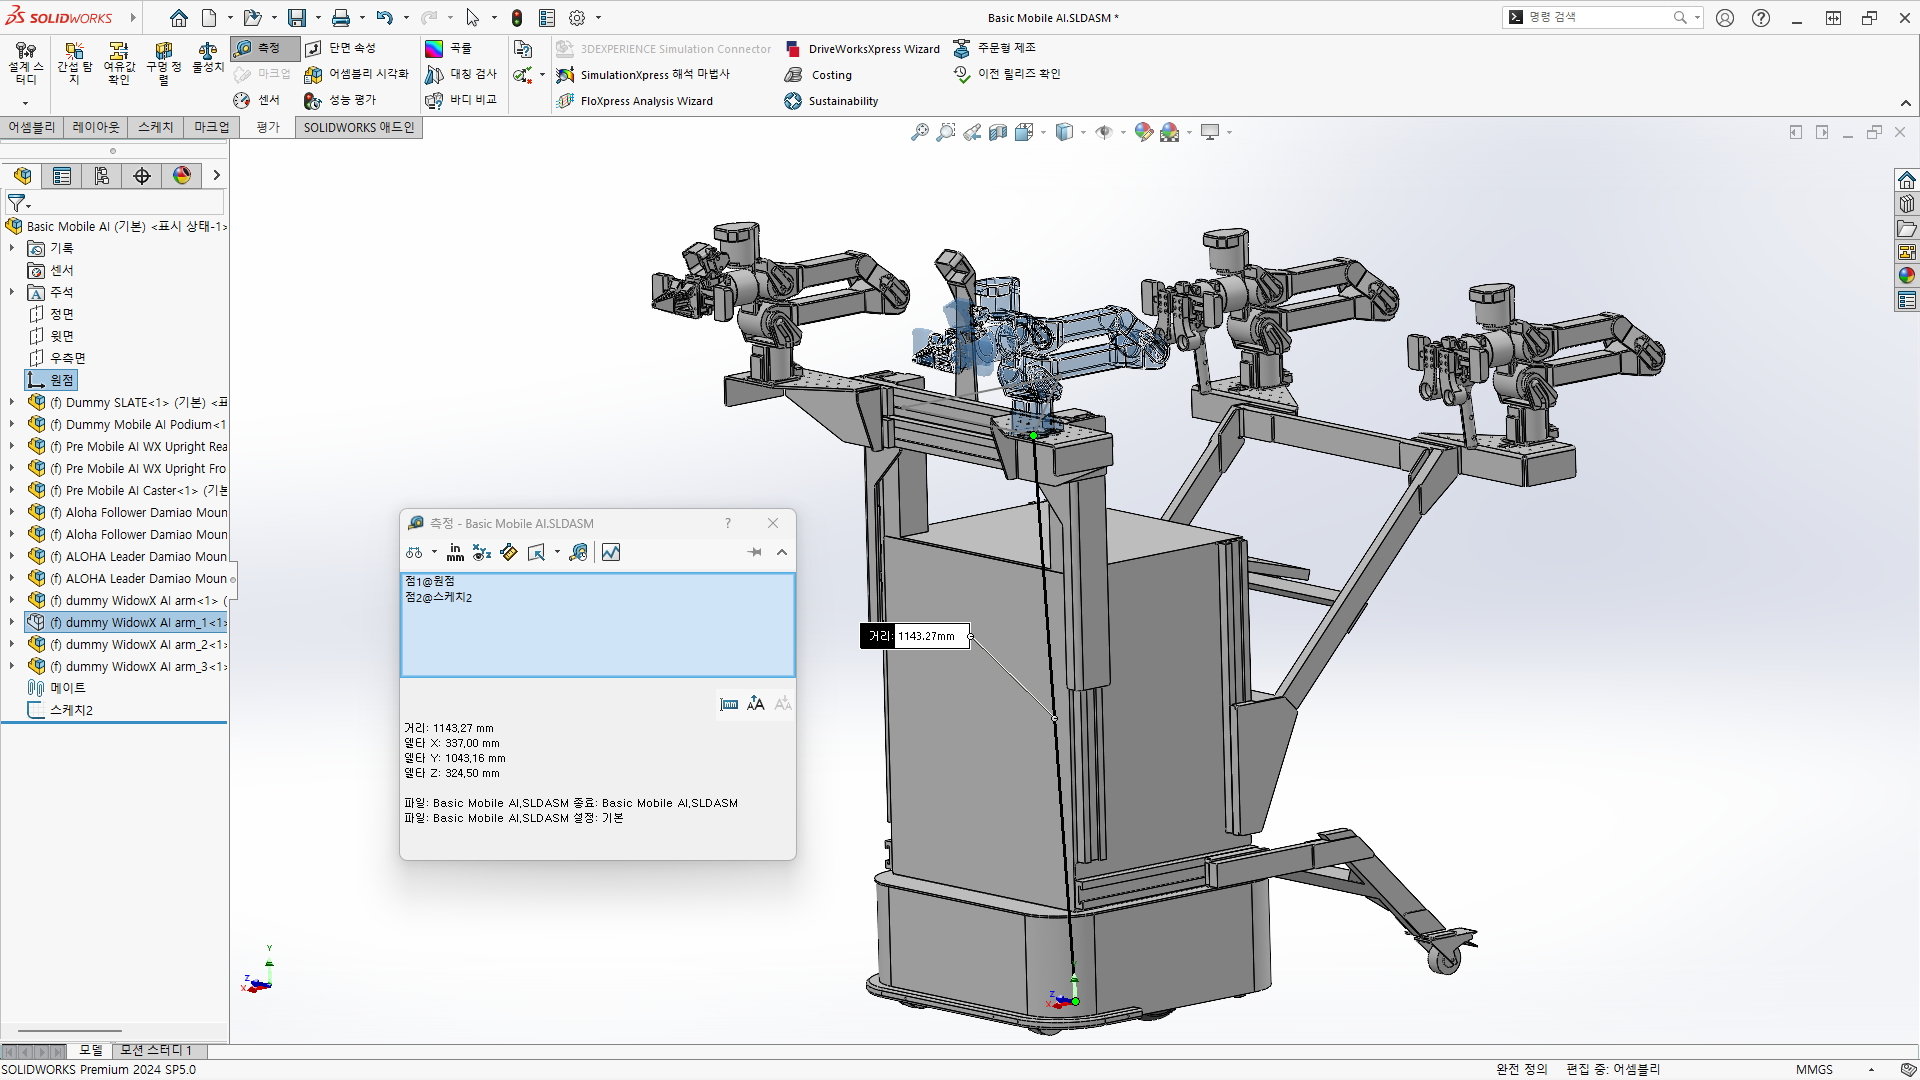 SOLIDWORKS
Basic Mobile AI.SLDASM *
명령 검색
설계 스터디
간섭 탐지
여유값 확인
구멍 정렬
물성치
측정
마크업
센서
단면 속성
어셈블리 시각화
성능 평가
곡률
대칭 검사
바디 비교
3DEXPERIENCE Simulation Connector
SimulationXpress 해석 마법사
FloXpress Analysis Wizard
DriveWorksXpress Wizard
Costing
Sustainability
주문형 제조
이전 릴리즈 확인
어셈블리
레이아웃
스케치
마크업
평가
SOLIDWORKS 애드인
Basic Mobile AI (기본) <표시 상태-1>
기록
센서
주석
정면
윗면
우측면
원점
(f) Dummy SLATE<1> (기본) <표
(f) Dummy Mobile AI Podium<1
(f) Pre Mobile AI WX Upright Rea
(f) Pre Mobile AI WX Upright Fro
(f) Pre Mobile AI Caster<1> (기본
(f) Aloha Follower Damiao Moun
(f) Aloha Follower Damiao Moun
(f) ALOHA Leader Damiao Moun
(f) ALOHA Leader Damiao Moun
(f) dummy WidowX AI arm<1> (
(f) dummy WidowX AI arm_1<1>
(f) dummy WidowX AI arm_2<1>
(f) dummy WidowX AI arm_3<1>
메이트
스케치2
측정 - Basic Mobile AI.SLDASM
?
in
mm
점1@원점
점2@스케치2
거리: 1143,27 mm
델타 X: 337,00 mm
델타 Y: 1043,16 mm
델타 Z: 324,50 mm
파일: Basic Mobile AI,SLDASM 종료: Basic Mobile AI,SLDASM
파일: Basic Mobile AI,SLDASM 설정: 기본
거리: 1143.27mm
Y
Z
X
Z
X
모델
모션 스터디 1
SOLIDWORKS Premium 2024 SP5.0
완전 정의
편집 중: 어셈블리
MMGS